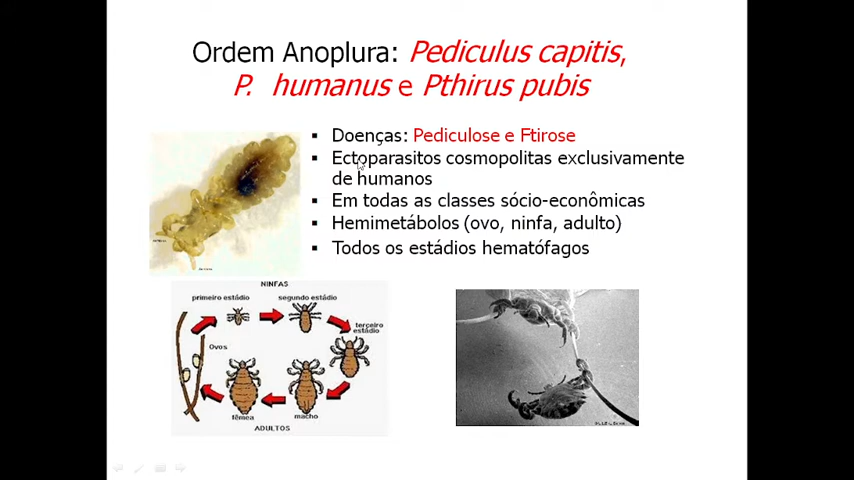 Ordem Anoplura: Pediculus capitis,
P. humanus e Pthirus pubis
▪ Doenças: Pediculose e Ftirose
▪ Ectoparasitos cosmopolitas exclusivamente
de humanos
▪ Em todas as classes sócio-econômicas
▪ Hemimetábolos (ovo, ninfa, adulto)
▪ Todos os estádios hematófagos
NINFAS
primeiro estádio
segundo estádio
terceiro
estádio
Ovos
fêmea
macho
ADULTOS